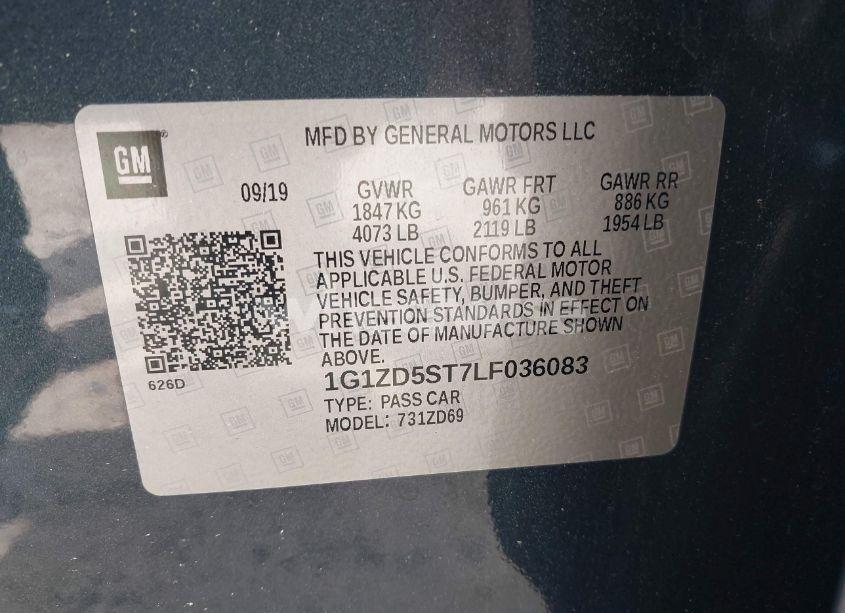 GM
MFD BY GENERAL MOTORS LLC
09/19
GVWR GAWR FRT GAWR RR
1847 KG 961 KG 886 KG
4073 LB 2119 LB 1954 LB
THIS VEHICLE CONFORMS TO ALL
APPLICABLE U.S. FEDERAL MOTOR
VEHICLE SAFETY, BUMPER, AND THEFT
PREVENTION STANDARDS IN EFFECT ON
THE DATE OF MANUFACTURE SHOWN
ABOVE.
626D
1G1ZD5ST7LF036083
TYPE: PASS CAR
MODEL: 731ZD69